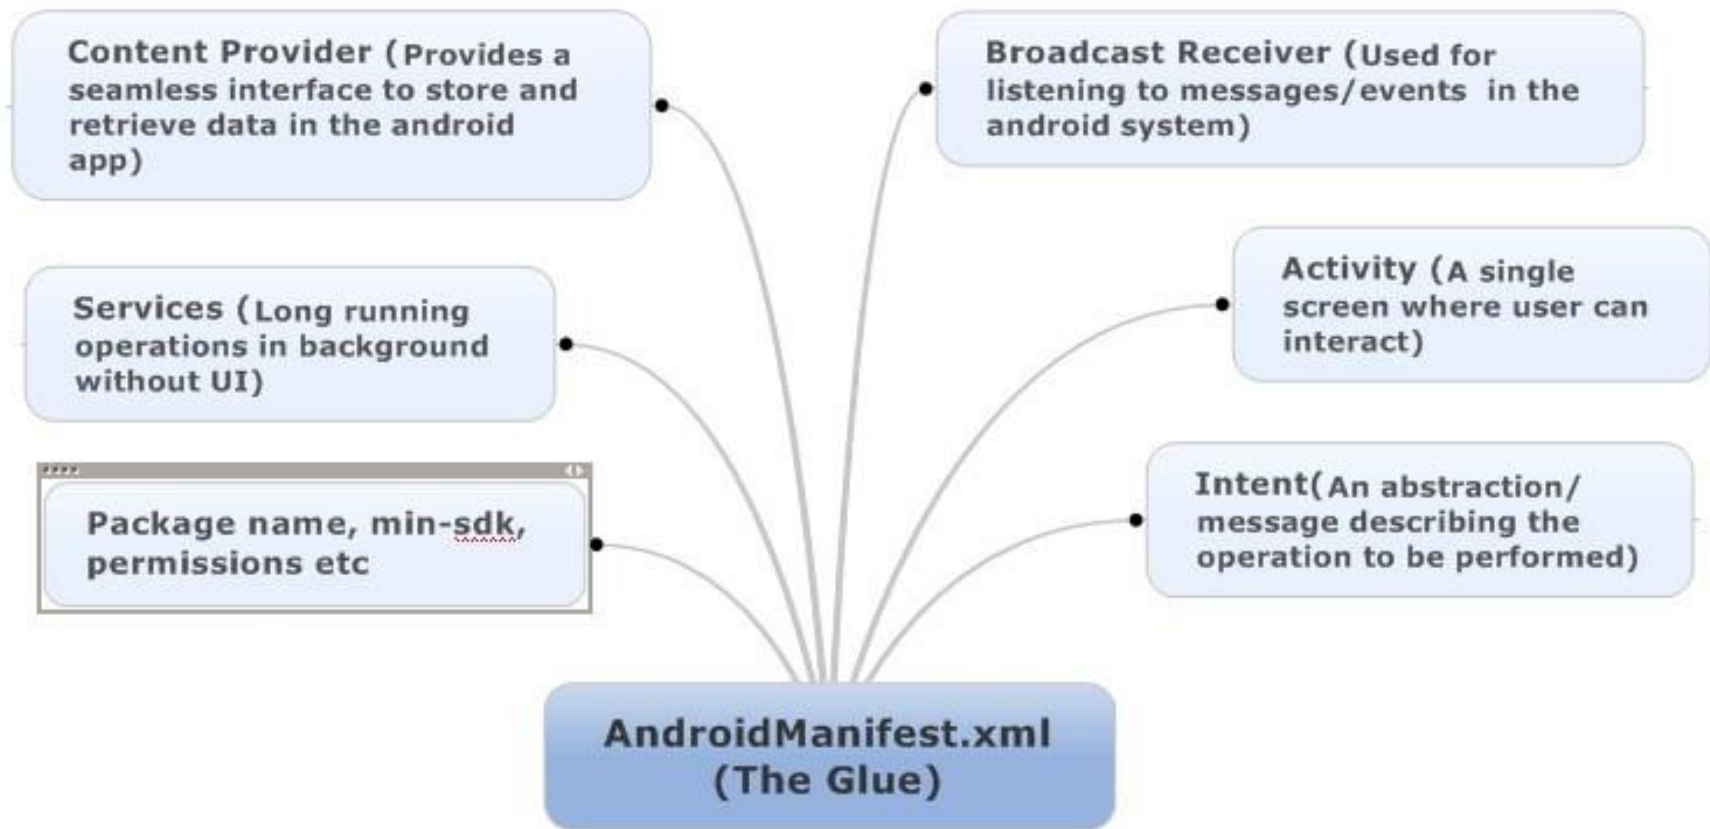 Content Provider (Provides a
seamless interface to store and
retrieve data in the android
app)
Broadcast Receiver (Used for
listening to messages/events in the
android system)
Services (Long running
operations in background
without UI)
Activity (A single
screen where user can
interact)
Package name, min-sdk,
permissions etc
Intent(An abstraction/
message describing the
operation to be performed)
AndroidManifest.xml
(The Glue)